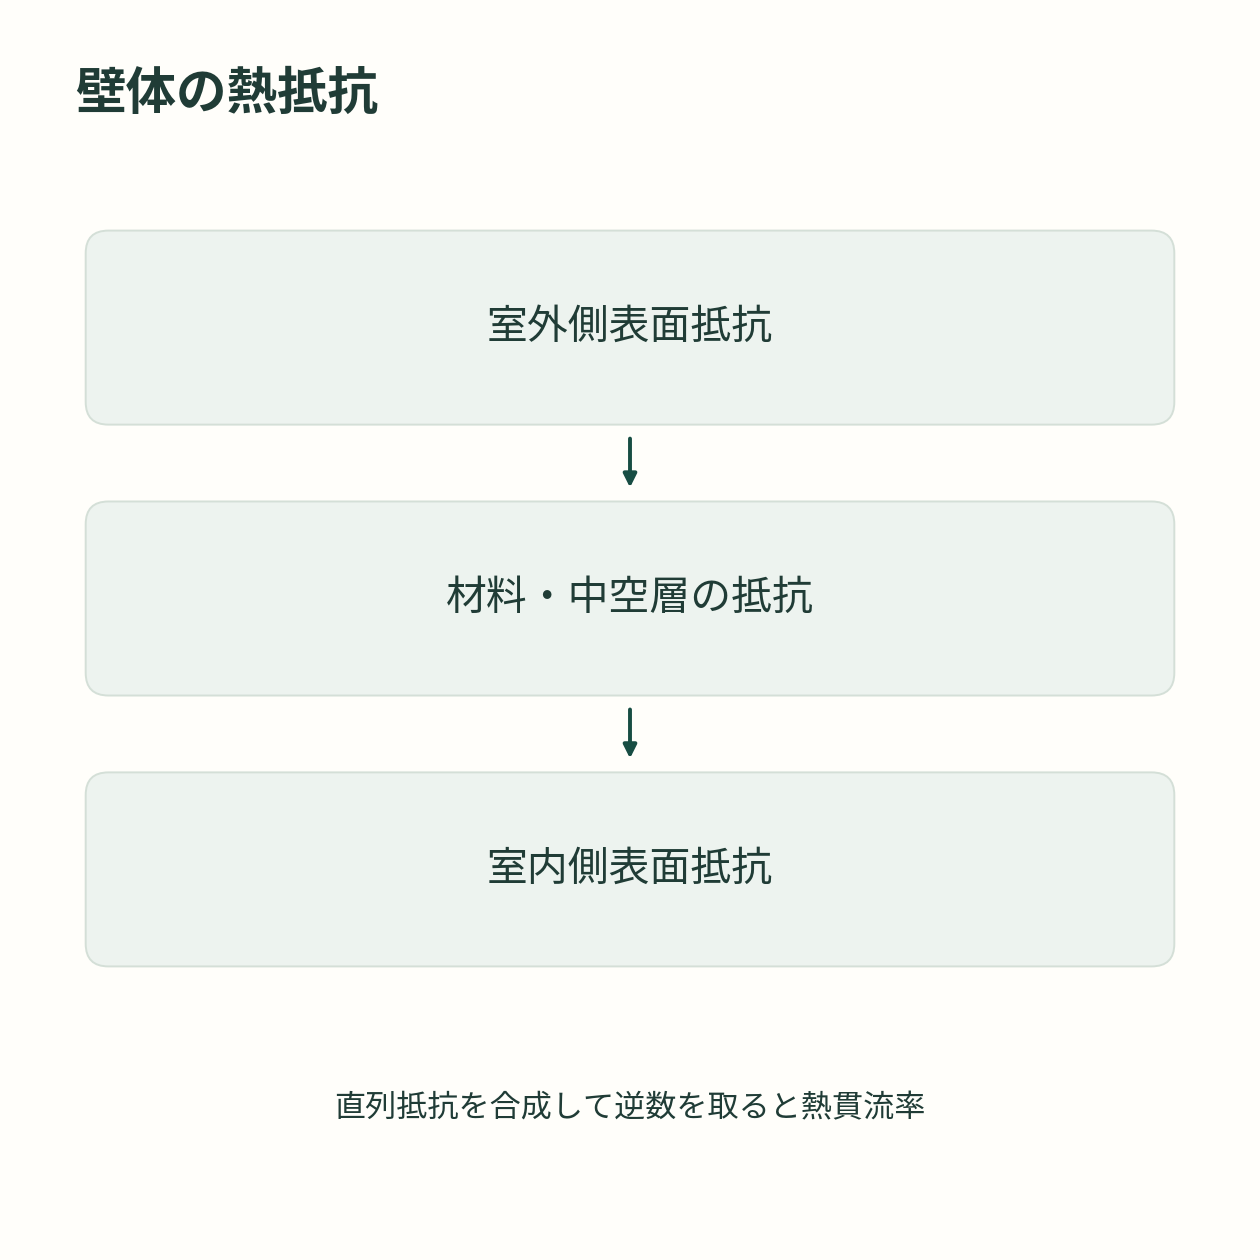 壁体の熱抵抗
室外側表面抵抗
材料・中空層の抵抗
室内側表面抵抗
直列抵抗を合成して逆数を取ると熱貫流率